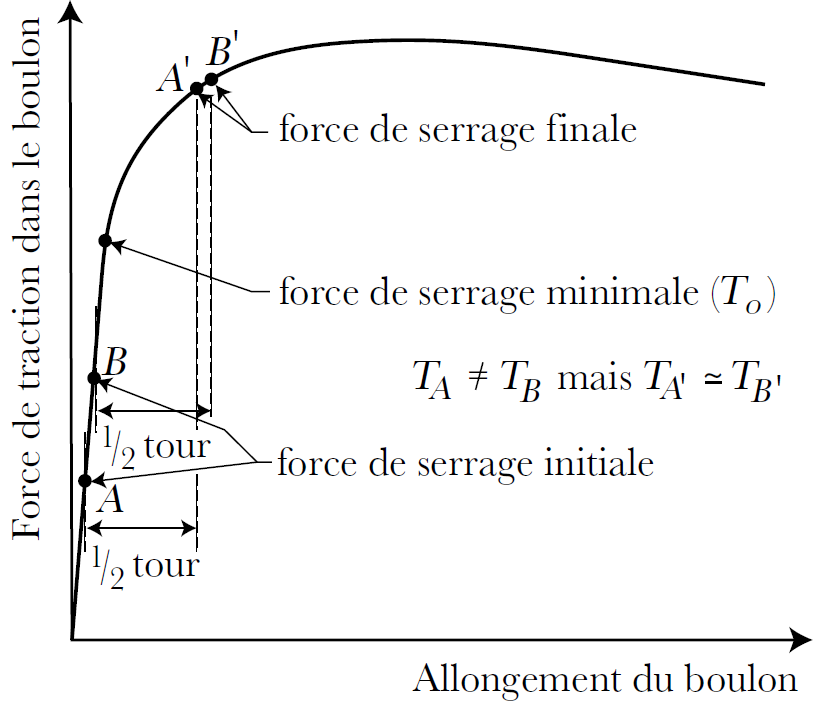 Force de traction dans le boulon
A'
B'
force de serrage finale
force de serrage minimale (To)
B
TA ≠ TB mais TA' ≃ TB'
1/2 tour
force de serrage initiale
A
1/2 tour
Allongement du boulon